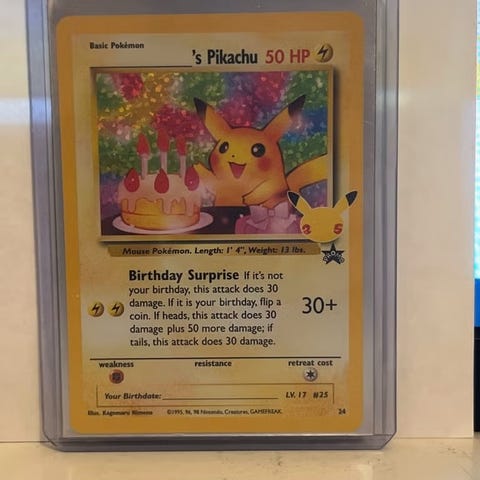 Basic Pokémon
's Pikachu 50 HP
25
PROMO
Mouse Pokémon. Length: 1' 4", Weight: 13 lbs.
Birthday Surprise If it's not
your birthday, this attack does 30
damage. If it is your birthday, flip a
coin. If heads, this attack does 30
damage plus 50 more damage; if
tails, this attack does 30 damage.
30+
weakness resistance retreat cost
Your Birthdate:
LV. 17 #25
Illus. Kagemaru Himeno ©1995, 96, 98 Nintendo, Creatures, GAMEFREAK. 24